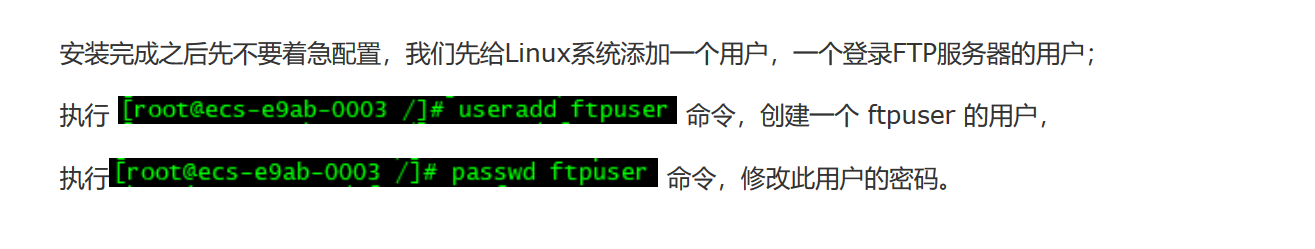 安装完成之后先不要着急配置，我们先给Linux系统添加一个用户，一个登录FTP服务器的用户；
执行 [root@ecs-e9ab-0003 /]# useradd ftpuser 命令，创建一个 ftpuser 的用户，
执行[root@ecs-e9ab-0003 /]# passwd ftpuser 命令，修改此用户的密码。